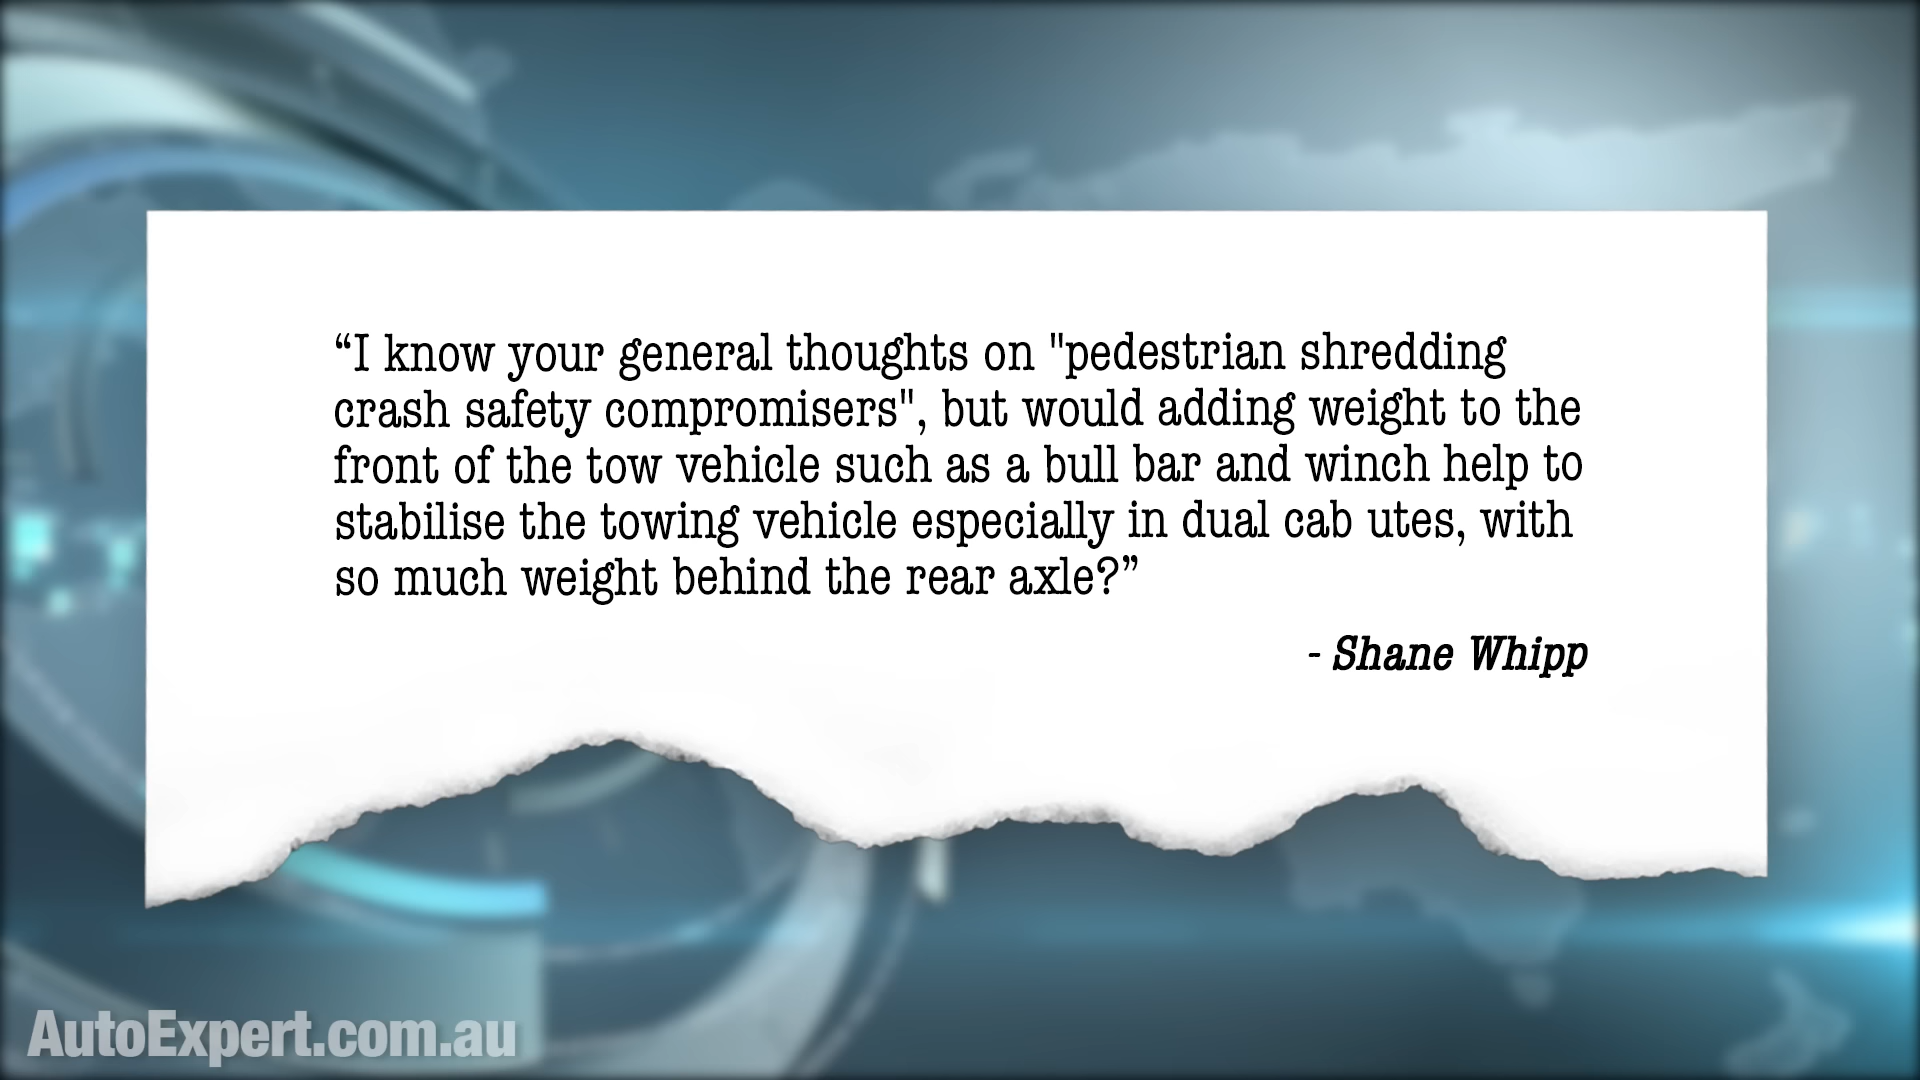 “I know your general thoughts on "pedestrian shredding
crash safety compromisers", but would adding weight to the
front of the tow vehicle such as a bull bar and winch help to
stabilise the towing vehicle especially in dual cab utes, with
so much weight behind the rear axle?”
- Shane Whipp
AutoExpert.com.au